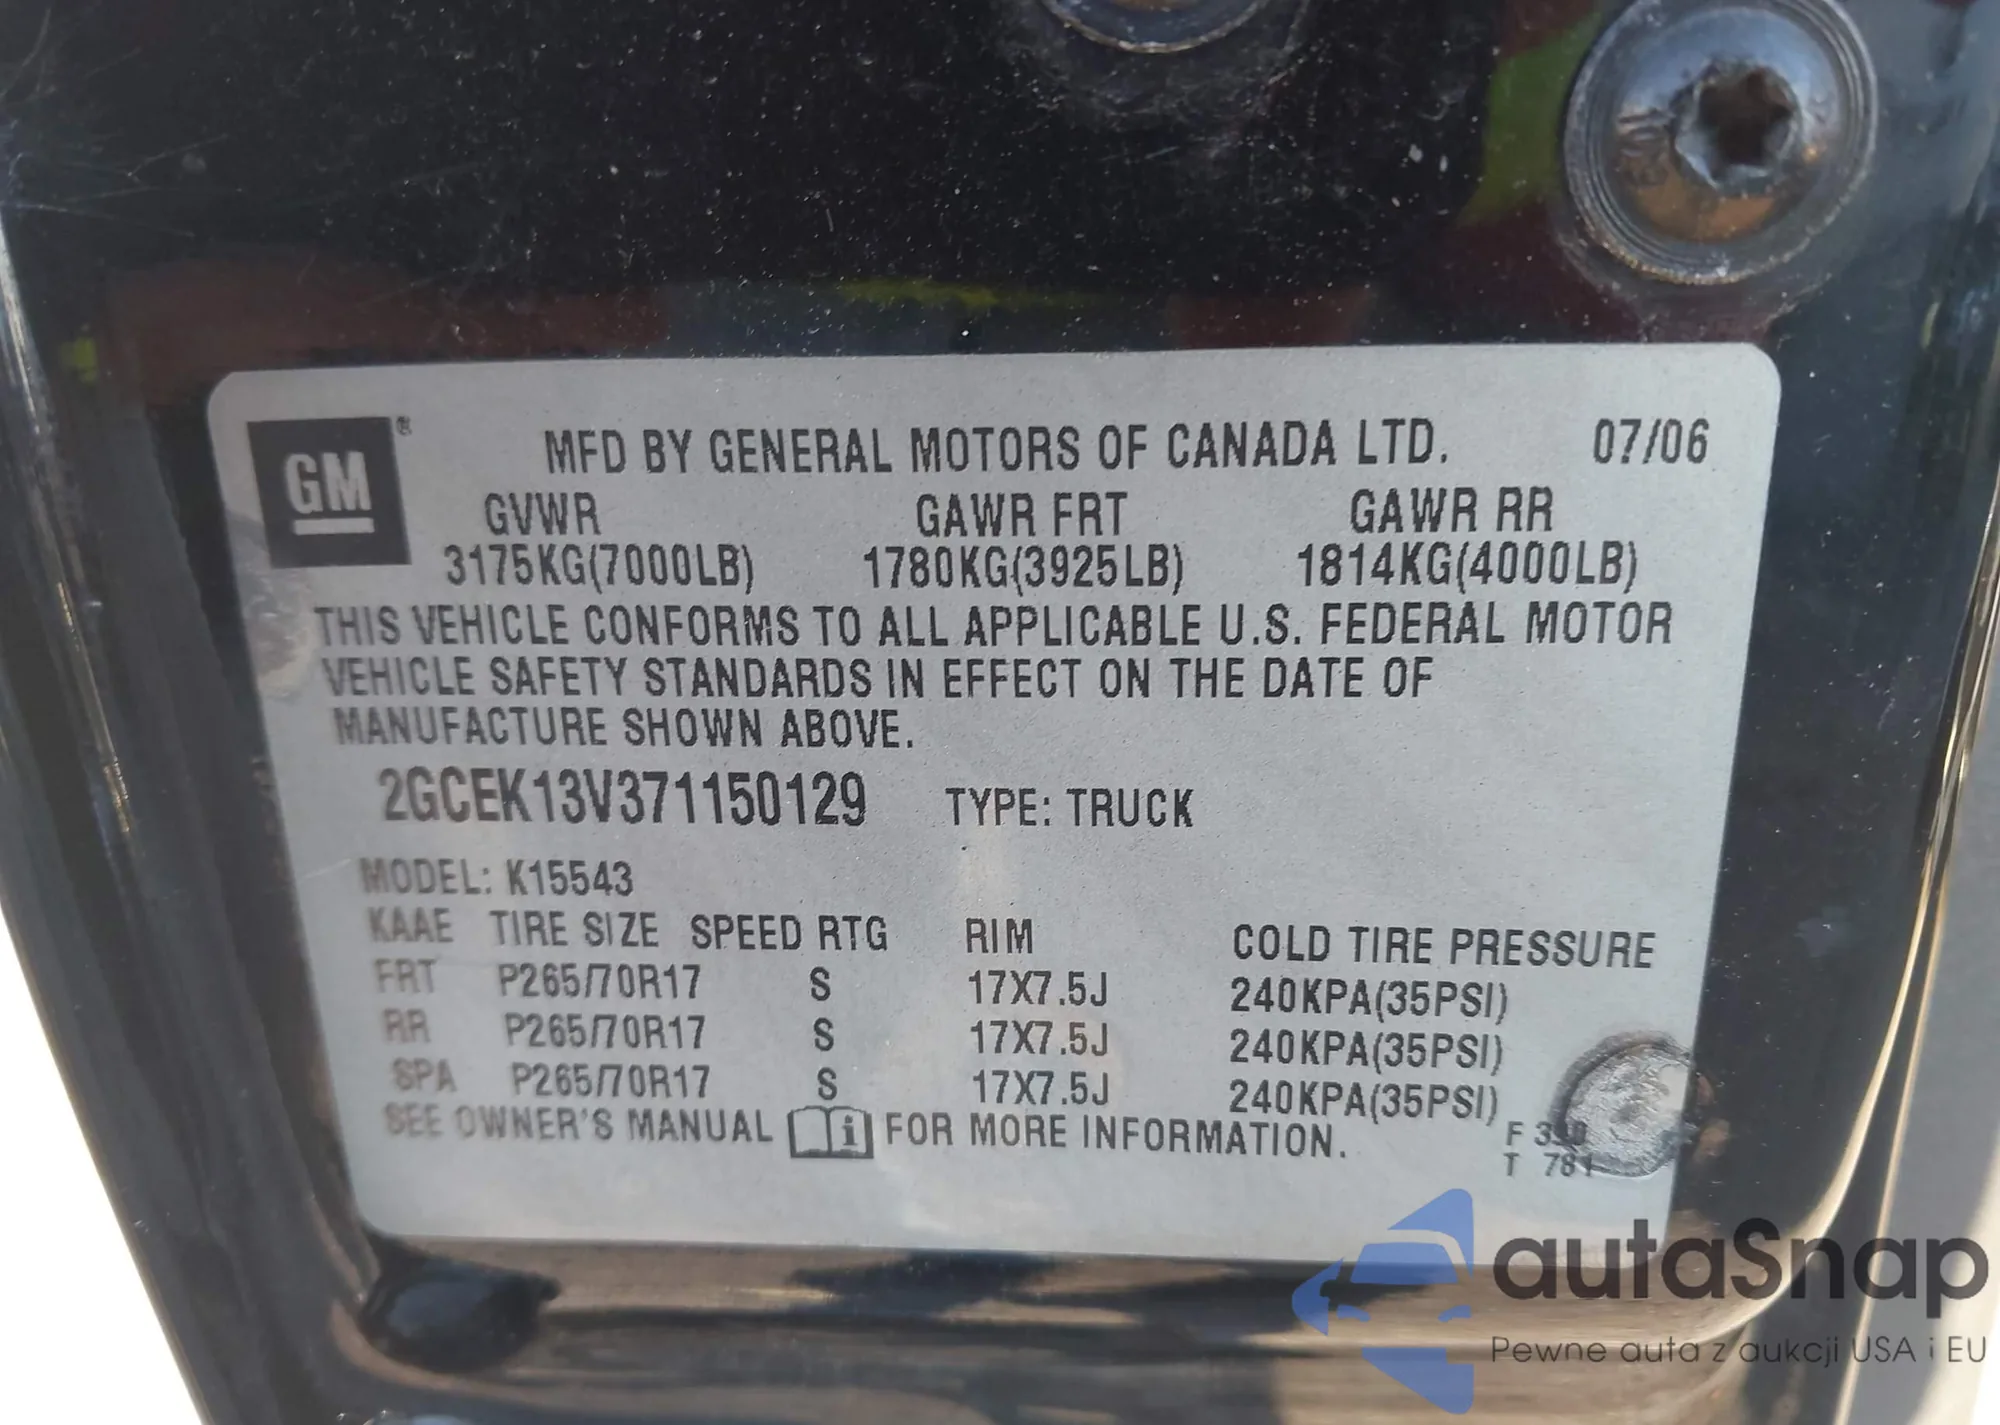 GM ®
MFD BY GENERAL MOTORS OF CANADA LTD. 07/06
GVWR GAWR FRT GAWR RR
3175KG(7000LB) 1780KG(3925LB) 1814KG(4000LB)
THIS VEHICLE CONFORMS TO ALL APPLICABLE U.S. FEDERAL MOTOR
VEHICLE SAFETY STANDARDS IN EFFECT ON THE DATE OF
MANUFACTURE SHOWN ABOVE.
2GCEK13V371150129 TYPE: TRUCK
MODEL: K15543
KAAE TIRE SIZE SPEED RTG RIM COLD TIRE PRESSURE
FRT P265/70R17 S 17X7.5J 240KPA(35PSI)
RR P265/70R17 S 17X7.5J 240KPA(35PSI)
SPA P265/70R17 S 17X7.5J 240KPA(35PSI)
SEE OWNER'S MANUAL i FOR MORE INFORMATION.
F
T 781
autaSnap
Pewne auta z aukcji USA i EU